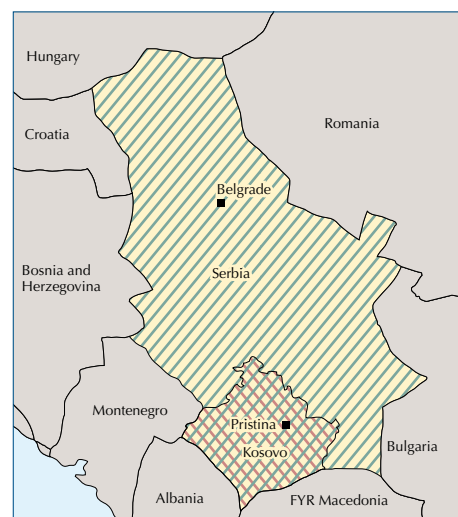 Hungary
Romania
Croatia
Belgrade
Bosnia and
Herzegovina
Serbia
Montenegro
Pristina
Kosovo
Bulgaria
Albania
FYR Macedonia